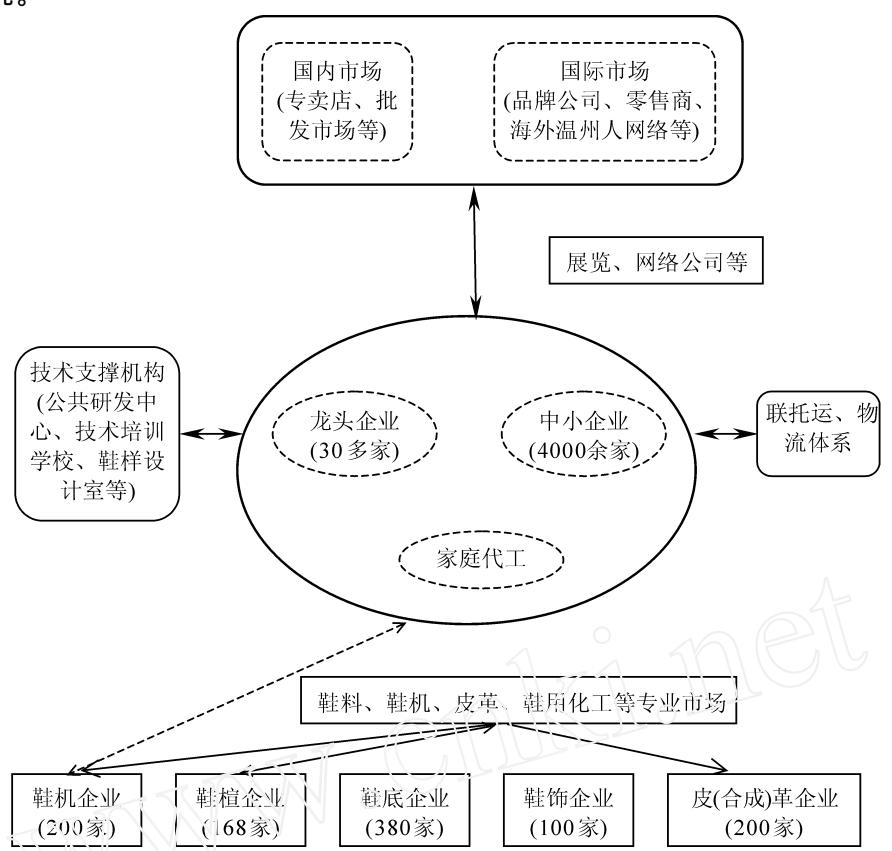 国内市场
(专卖店、批
发市场等)
国际市场
(品牌公司、零售商、
海外温州人网络等)
展览、网络公司等
技术支撑机构
(公共研发中
心、技术培训
学校、鞋样设
计室等)
龙头企业
(30多家)
中小企业
(4000余家)
家庭代工
联托运、物
流体系
鞋料、鞋机、皮革、鞋用化工等专业市场
鞋机企业
(200家)
鞋楦企业
(168家)
鞋底企业
(380家)
鞋饰企业
(100家)
皮(合成)革企业
(200家)
www.cnki.net